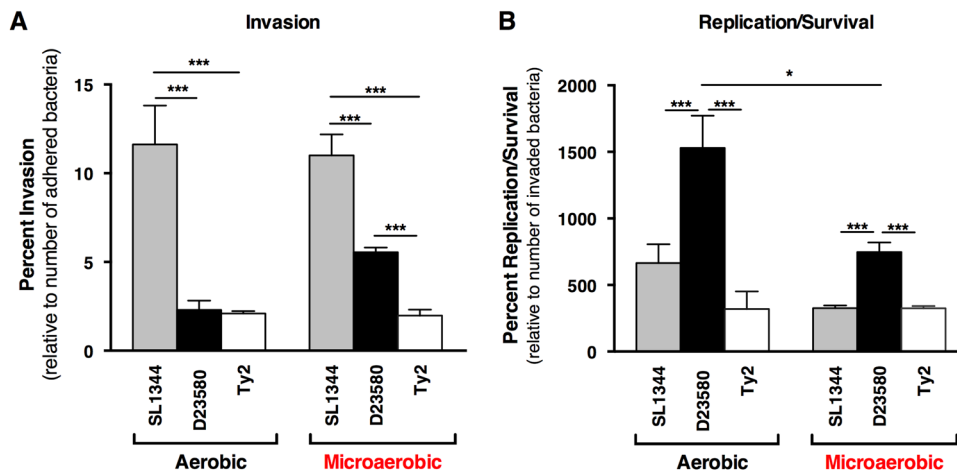 A
Invasion
Percent Invasion
(relative to number of adhered bacteria)
15
10
5
0
***
***
***
***
***
SL1344
D23580
Ty2
SL1344
D23580
Ty2
Aerobic
Microaerobic
B
Replication/Survival
Percent Replication/Survival
(relative to number of invaded bacteria)
2000
1500
1000
500
0
*
***
***
***
***
SL1344
D23580
Ty2
SL1344
D23580
Ty2
Aerobic
Microaerobic